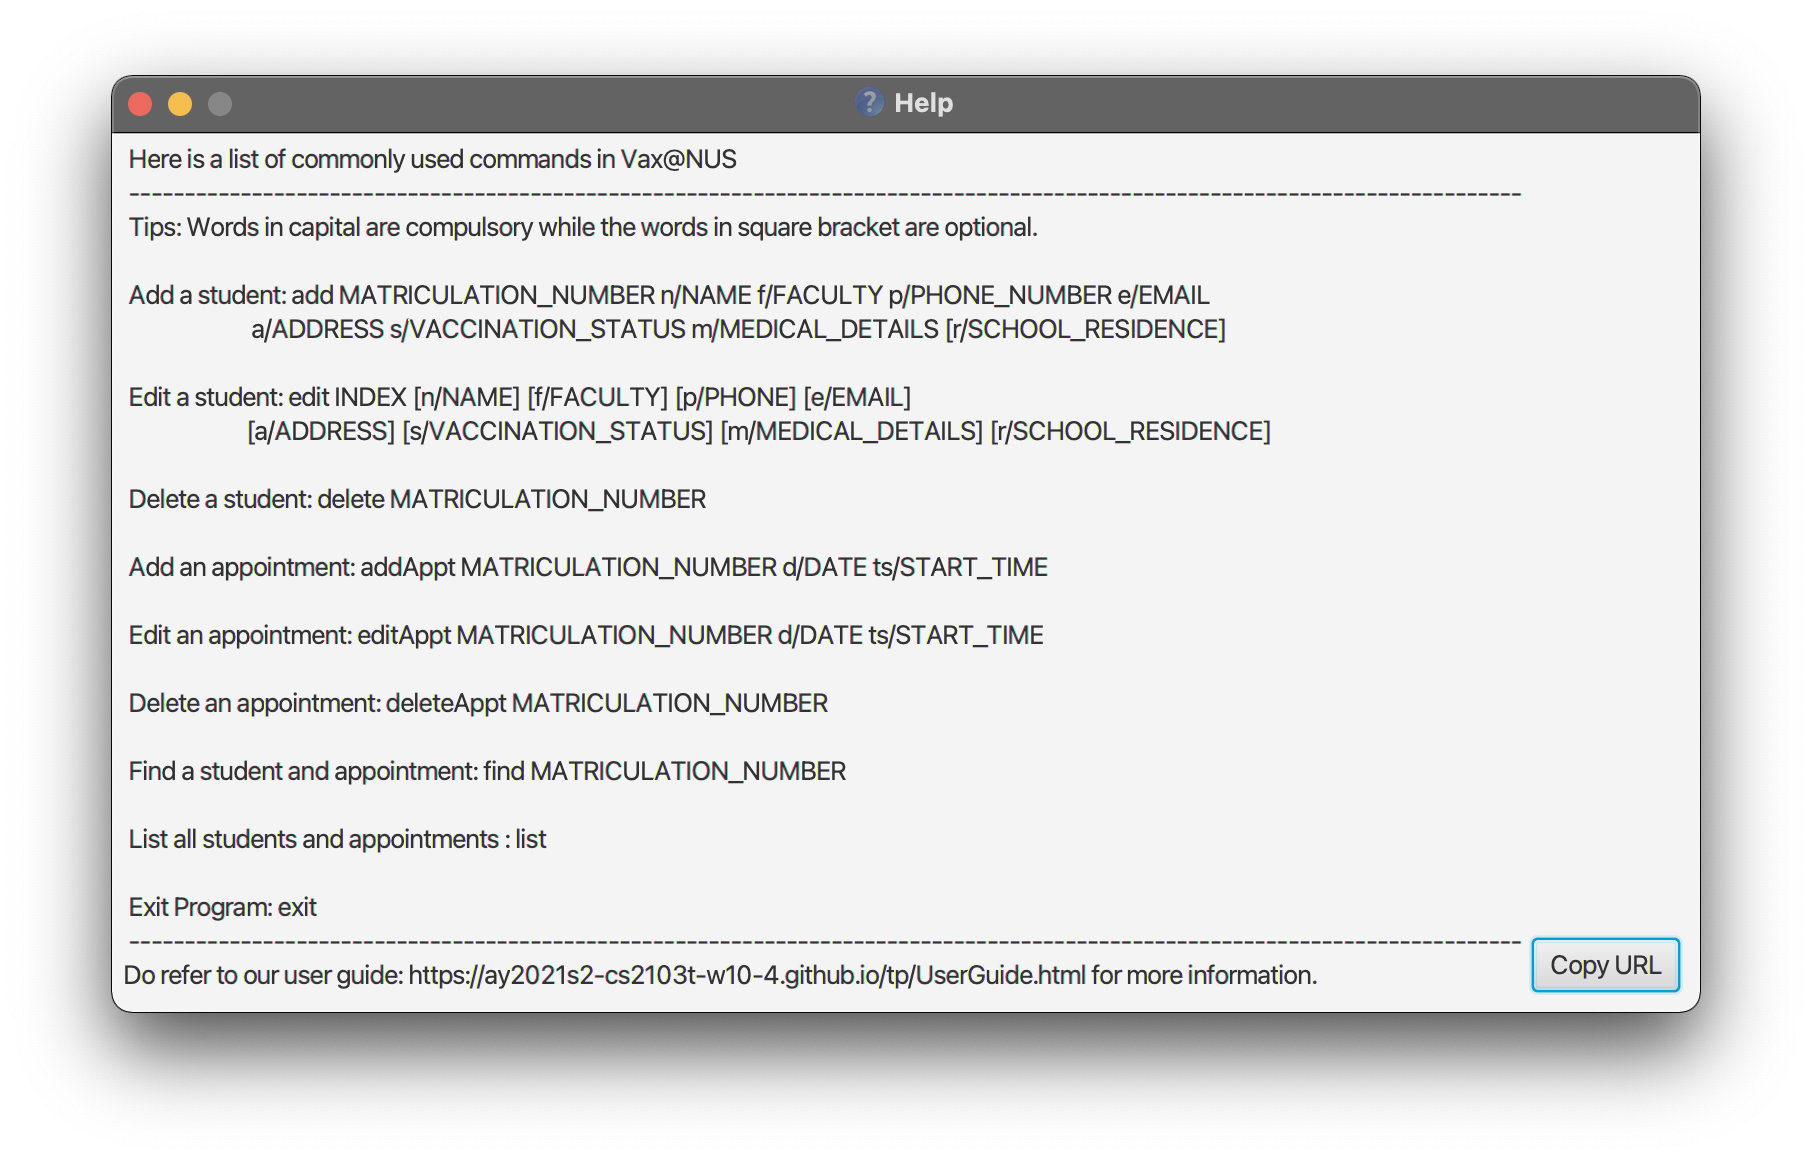 Help
Here is a list of commonly used commands in Vax@NUS
------------------------------------------------------------------------------------------------------------------------------
Tips: Words in capital are compulsory while the words in square bracket are optional.
Add a student: add MATRICULATION_NUMBER n/NAME f/FACULTY p/PHONE_NUMBER e/EMAIL
a/ADDRESS s/VACCINATION_STATUS m/MEDICAL_DETAILS [r/SCHOOL_RESIDENCE]
Edit a student: edit INDEX [n/NAME] [f/FACULTY] [p/PHONE] [e/EMAIL]
[a/ADDRESS] [s/VACCINATION_STATUS] [m/MEDICAL_DETAILS] [r/SCHOOL_RESIDENCE]
Delete a student: delete MATRICULATION_NUMBER
Add an appointment: addAppt MATRICULATION_NUMBER d/DATE ts/START_TIME
Edit an appointment: editAppt MATRICULATION_NUMBER d/DATE ts/START_TIME
Delete an appointment: deleteAppt MATRICULATION_NUMBER
Find a student and appointment: find MATRICULATION_NUMBER
List all students and appointments : list
Exit Program: exit
------------------------------------------------------------------------------------------------------------------------------
Do refer to our user guide: https://ay2021s2-cs2103t-w10-4.github.io/tp/UserGuide.html for more information.
Copy URL